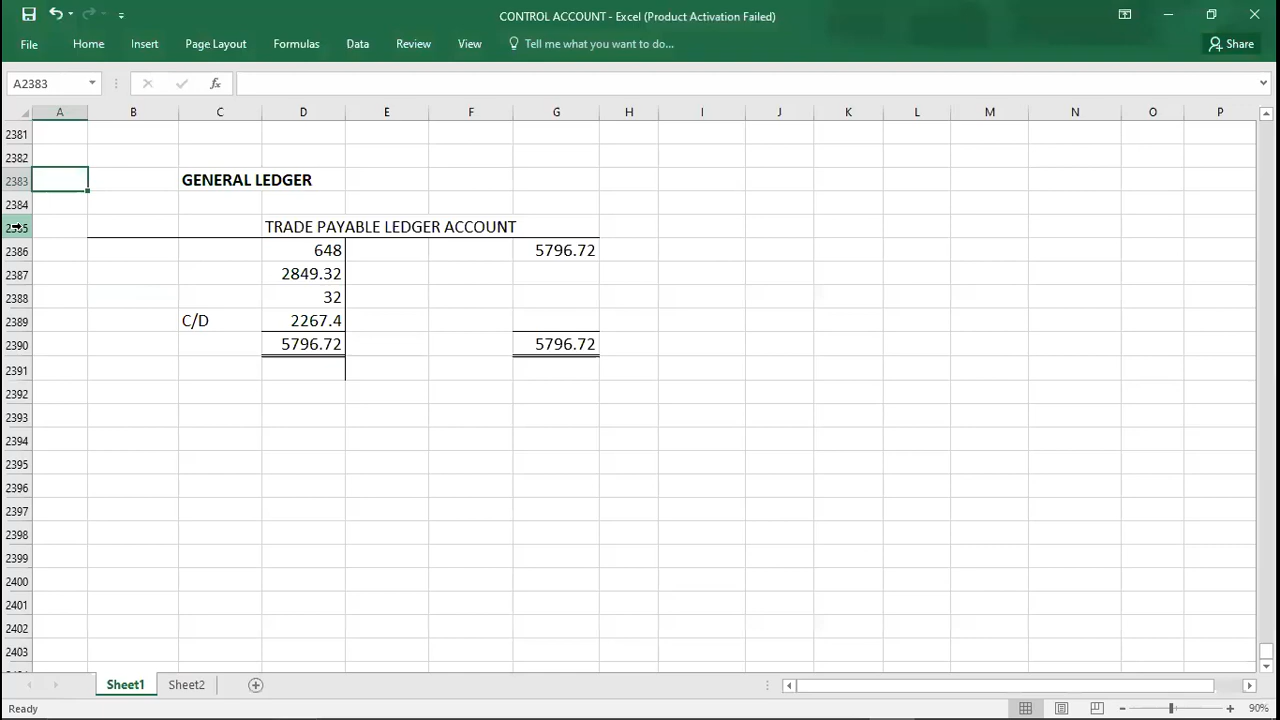 CONTROL ACCOUNT - Excel (Product Activation Failed)
File Home Insert Page Layout Formulas Data Review View Tell me what you want to do... Share
A2383 fx
A B C D E F G H I J K L M N O P
2381
2382
2383 GENERAL LEDGER
2384
TRADE PAYABLE LEDGER ACCOUNT
2386 648 5796.72
2387 2849.32
2388 32
2389 C/D 2267.4
2390 5796.72 5796.72
2391
2392
2393
2394
2395
2396
2397
2398
2399
2400
2401
2402
2403
Sheet1 Sheet2
Ready 90%